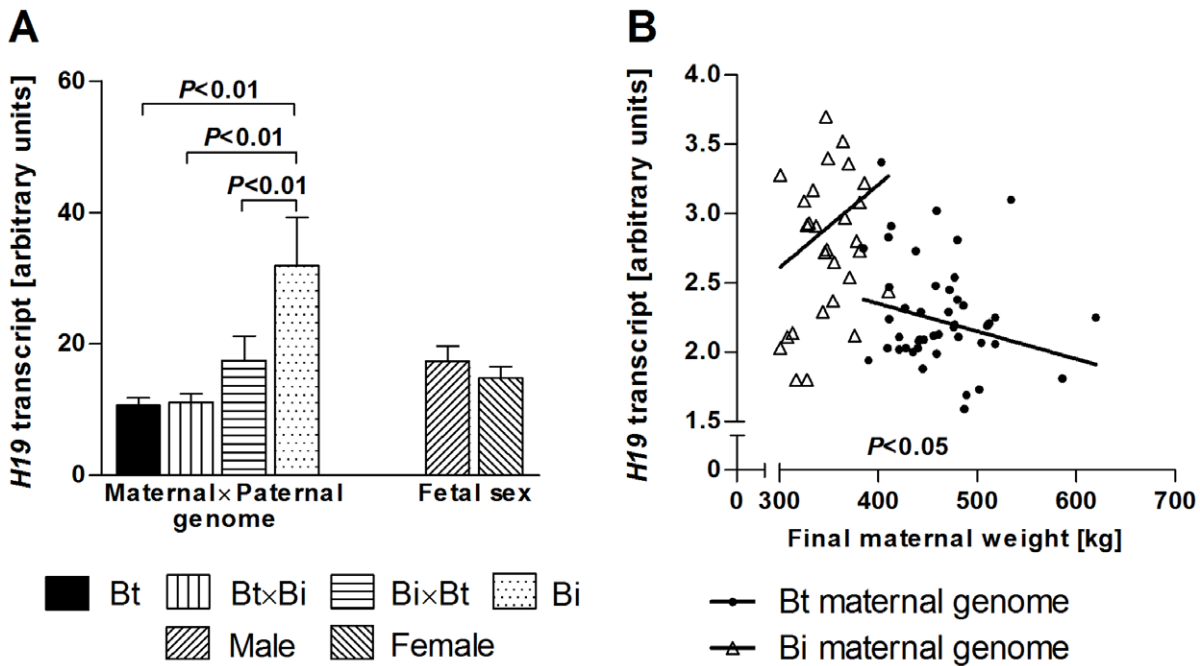 A
H19 transcript [arbitrary units]
60
40
20
0
P<0.01
P<0.01
P<0.01
Maternal×Paternal
genome
Fetal sex
Bt
Bt×Bi
Bi×Bt
Bi
Male
Female
B
H19 transcript [arbitrary units]
4.0
3.5
3.0
2.5
2.0
1.5
0
P<0.05
0 300 400 500 600 700
Final maternal weight [kg]
Bt maternal genome
Bi maternal genome